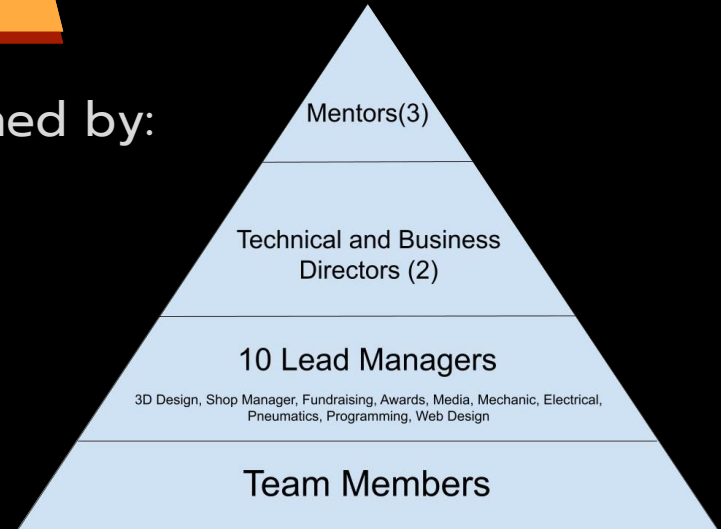 by:
Mentors(3)
Technical and Business
Directors (2)
10 Lead Managers
3D Design, Shop Manager, Fundraising, Awards, Media, Mechanic, Electrical,
Pneumatics, Programming, Web Design
Team Members